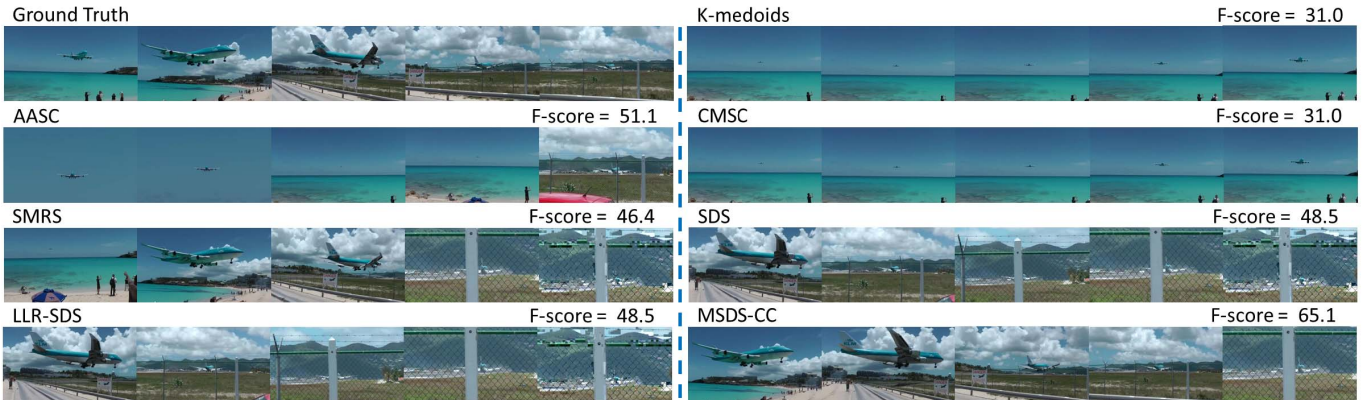 Ground Truth
K-medoids F-score = 31.0
AASC F-score = 51.1
CMSC F-score = 31.0
SMRS F-score = 46.4
SDS F-score = 48.5
LLR-SDS F-score = 48.5
MSDS-CC F-score = 65.1